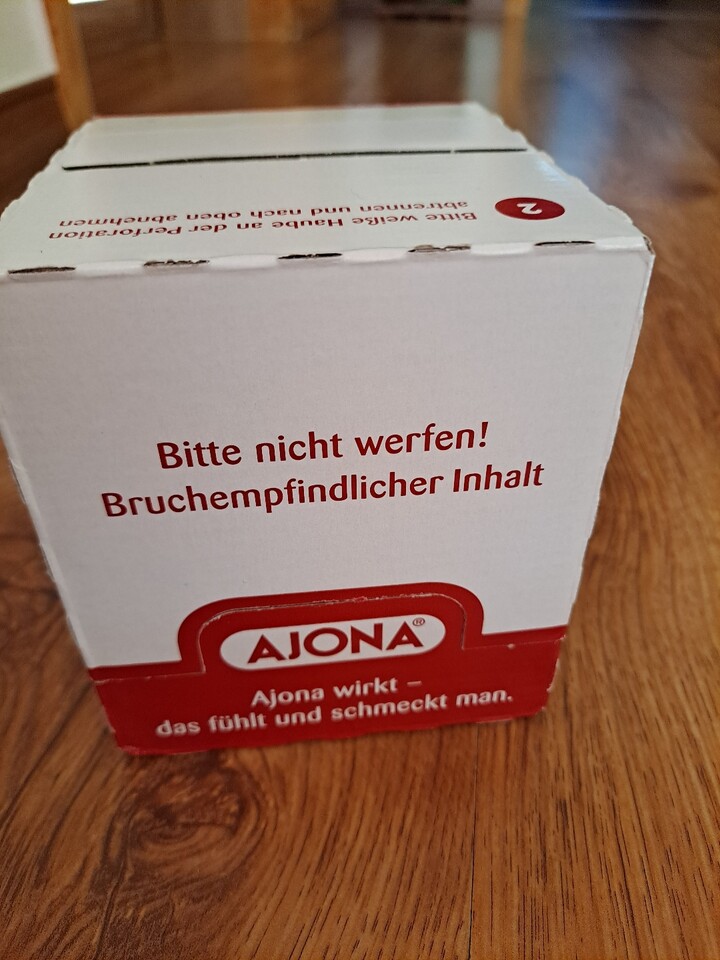 2
Bitte weiße Haube an der Perforation
abtrennen und nach oben abnehmen
Bitte nicht werfen!
Bruchempfindlicher Inhalt
AJONA®
Ajona wirkt –
das fühlt und schmeckt man.